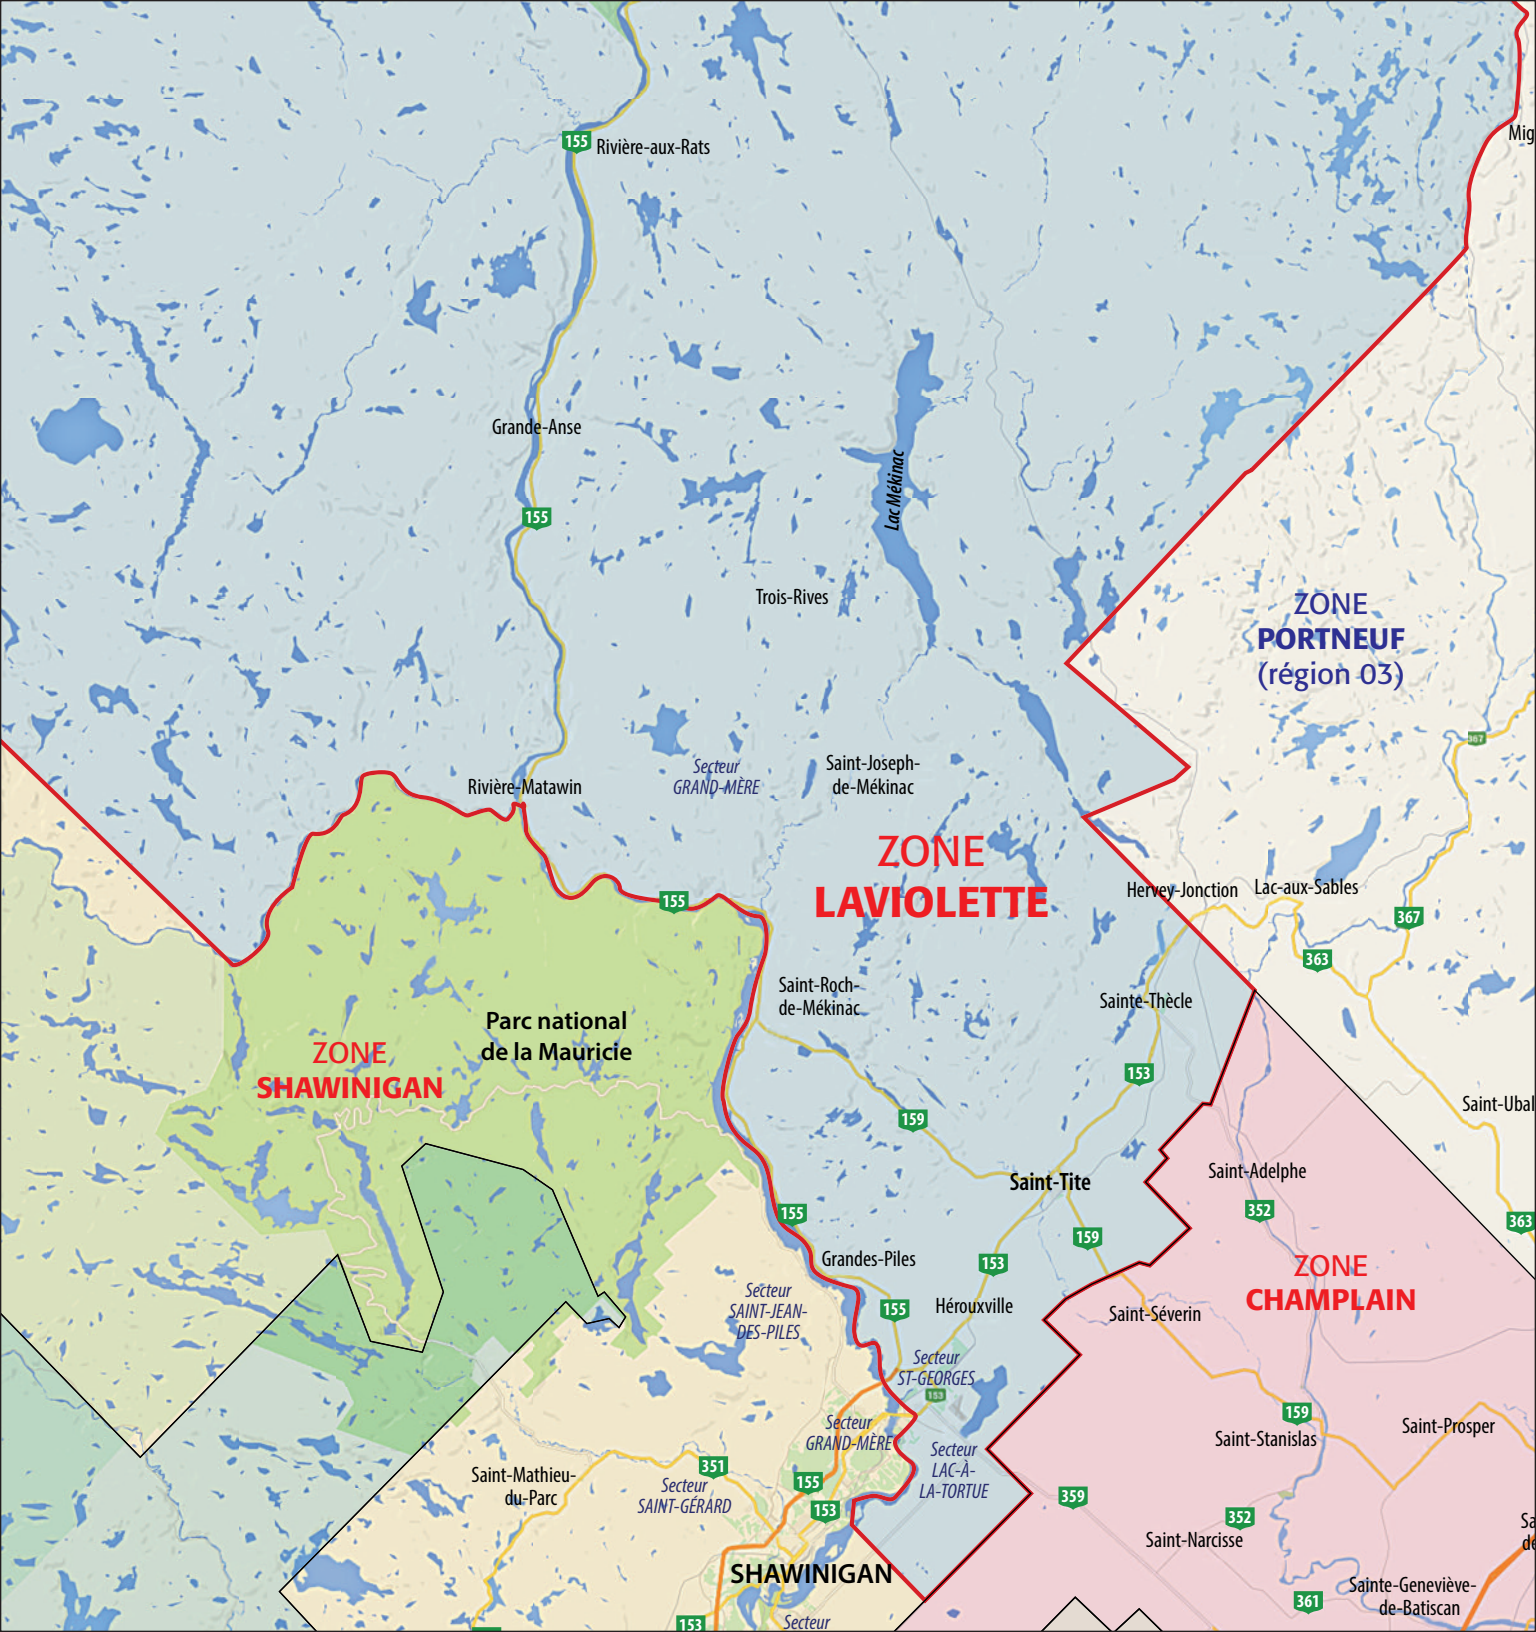 Mig
155
Rivière-aux-Rats
Grande-Anse
Lac Mékinac
155
Trois-Rives
ZONE
PORTNEUF
(région 03)
367
Secteur
GRAND-MÈRE
Saint-Joseph-
de-Mékinac
Rivière-Matawin
ZONE
LAVIOLETTE
155
Hervey-Jonction
Lac-aux-Sables
367
363
Saint-Roch-
de-Mékinac
Sainte-Thècle
Parc national
de la Mauricie
ZONE
SHAWINIGAN
153
159
Saint-Ubal
Saint-Adelphe
Saint-Tite
352
155
363
159
Grandes-Piles
153
ZONE
CHAMPLAIN
Secteur
SAINT-JEAN-
DES-PILES
155
Hérouxville
Saint-Séverin
Secteur
ST-GEORGES
153
159
Saint-Stanislas
Saint-Prosper
Secteur
GRAND-MÈRE
Secteur
LAC-À-
LA-TORTUE
351
Saint-Mathieu-
du-Parc
Secteur
SAINT-GÉRARD
155
153
359
352
Saint-Narcisse
Sa
de
SHAWINIGAN
361
Sainte-Geneviève-
de-Batiscan
153
Secteur